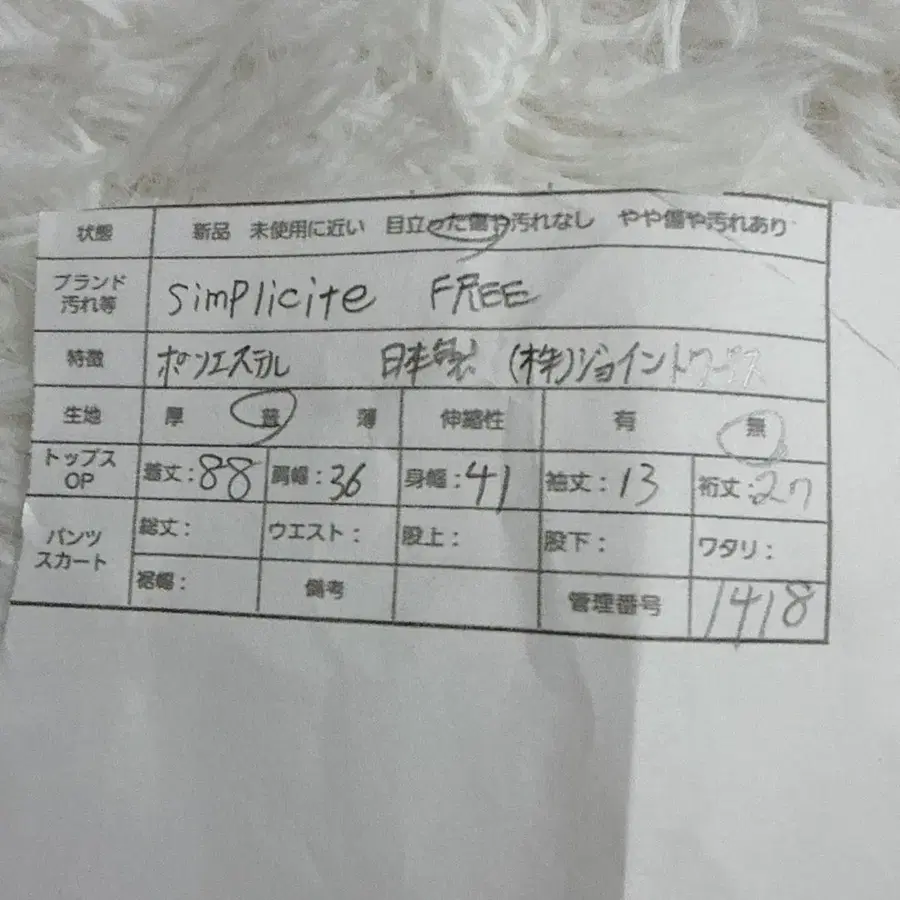 状態 新品 未使用に近い 目立った傷や汚れなし やや傷や汚れあり
ブランド
汚れ等 simplicite FREE
特徴 ポリエステル 日本製 (株)ジョイントワークス
生地 厚 普 薄 伸縮性 有 無
トップス
OP 着丈:88 肩幅:36 身幅:41 袖丈:13 裄丈:27
パンツ
スカート 総丈: ウエスト: 股上: 股下: ワタリ:
裾幅: 備考 管理番号 1418